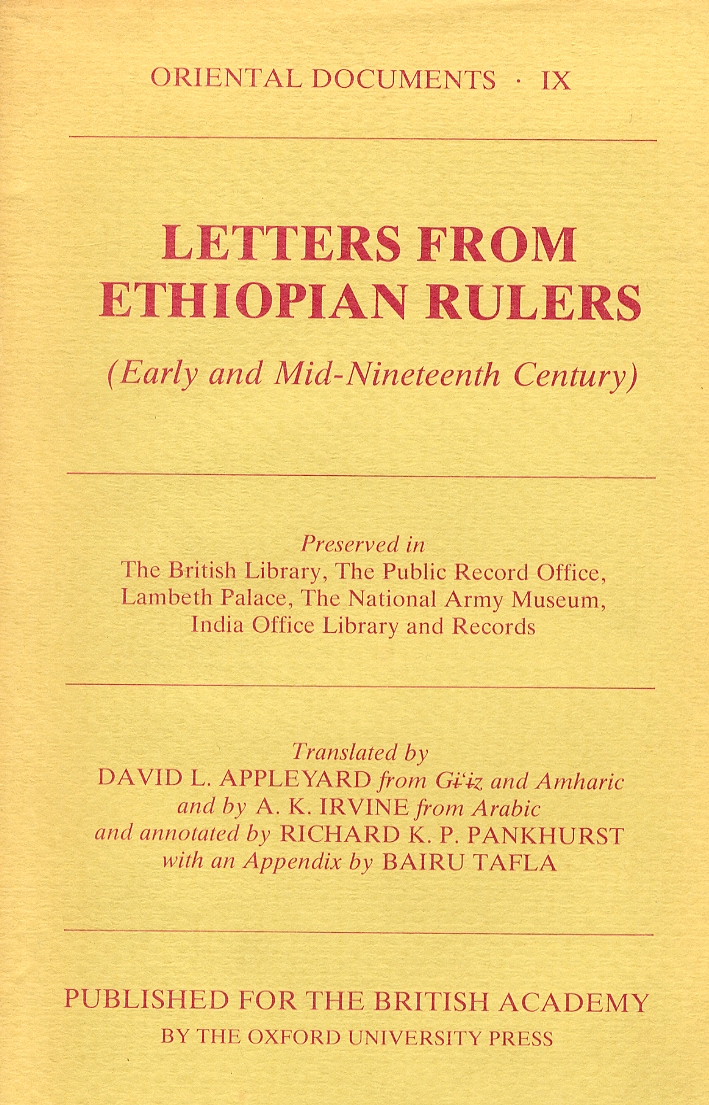 ORIENTAL DOCUMENTS · IX
LETTERS FROM
ETHIOPIAN RULERS
(Early and Mid-Nineteenth Century)
Preserved in
The British Library, The Public Record Office,
Lambeth Palace, The National Army Museum,
India Office Library and Records
Translated by
DAVID L. APPLEYARD from Gɨ‘ɨz and Amharic
and by A. K. IRVINE from Arabic
and annotated by RICHARD K. P. PANKHURST
with an Appendix by BAIRU TAFLA
PUBLISHED FOR THE BRITISH ACADEMY
BY THE OXFORD UNIVERSITY PRESS